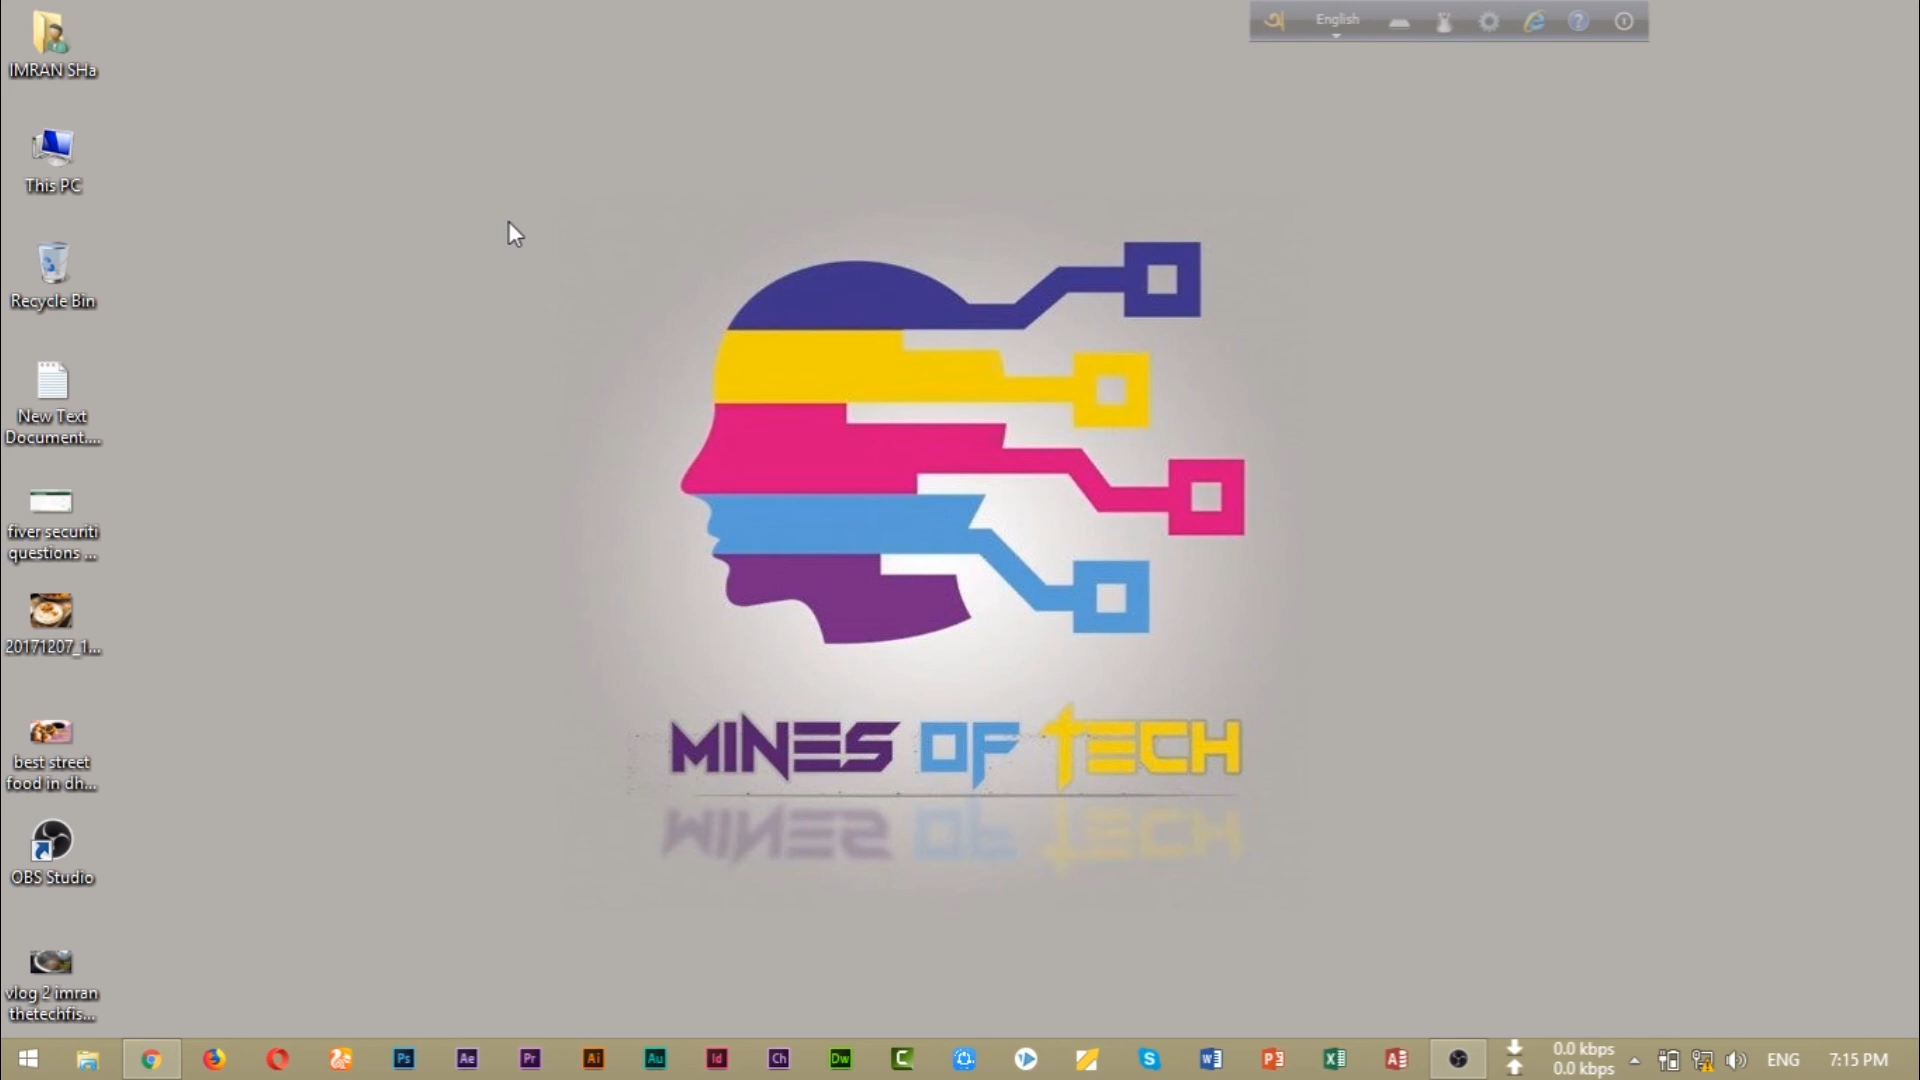 IMRAN SHa
This PC
Recycle Bin
New Text
Document....
fiver securiti
questions ...
20171207_1...
best street
food in dh...
OBS Studio
vlog 2 imran
thetechfis...
অ English
MINES OF TECH
Ps Ae Pr Ai Au Id Ch Dw
0.0 kbps
0.0 kbps
ENG
7:15 PM